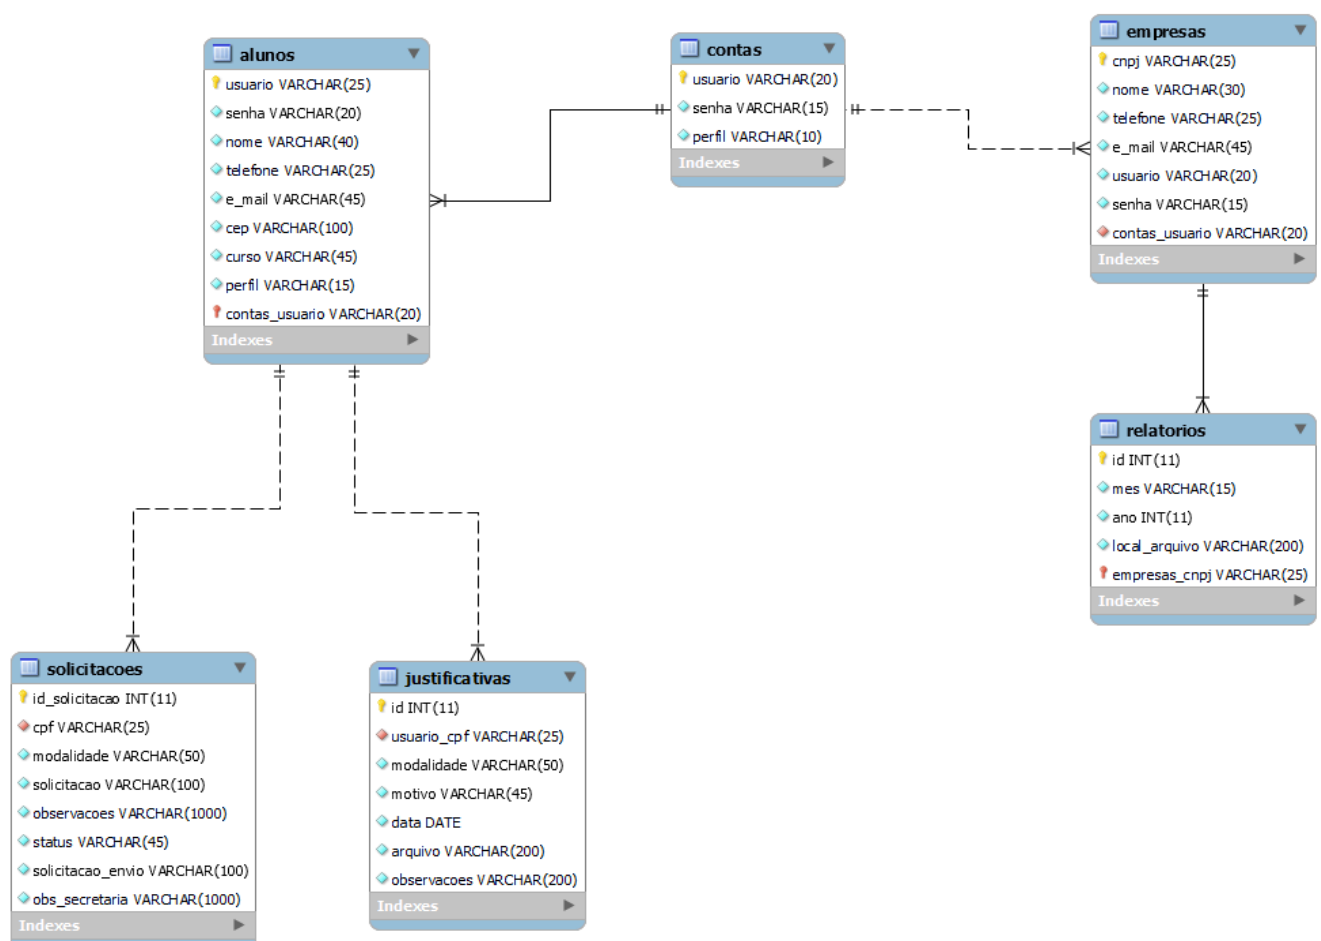 alunos
usuario VARCHAR(25)
senha VARCHAR(20)
nome VARCHAR(40)
telefone VARCHAR(25)
e_mail VARCHAR(45)
cep VARCHAR(100)
curso VARCHAR(45)
perfil VARCHAR(15)
contas_usuario VARCHAR(20)
Indexes
contas
usuario VARCHAR(20)
senha VARCHAR(15)
perfil VARCHAR(10)
Indexes
empresas
cnpj VARCHAR(25)
nome VARCHAR(30)
telefone VARCHAR(25)
e_mail VARCHAR(45)
usuario VARCHAR(20)
senha VARCHAR(15)
contas_usuario VARCHAR(20)
Indexes
relatorios
id INT(11)
mes VARCHAR(15)
ano INT(11)
local_arquivo VARCHAR(200)
empresas_cnpj VARCHAR(25)
Indexes
solicitacoes
id_solicitacao INT(11)
cpf VARCHAR(25)
modalidade VARCHAR(50)
solicitacao VARCHAR(100)
observacoes VARCHAR(1000)
status VARCHAR(45)
solicitacao_envio VARCHAR(100)
obs_secretaria VARCHAR(1000)
Indexes
justificativas
id INT(11)
usuario_cpf VARCHAR(25)
modalidade VARCHAR(50)
motivo VARCHAR(45)
data DATE
arquivo VARCHAR(200)
observacoes VARCHAR(200)
Indexes